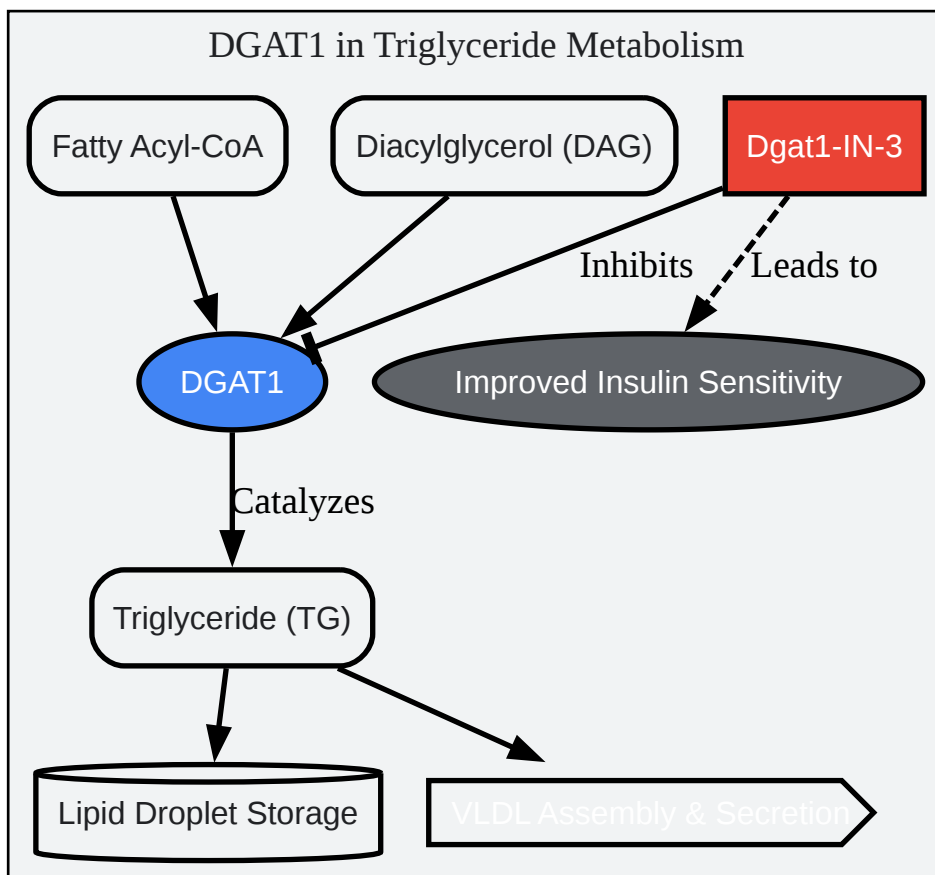 DGAT1 in Triglyceride Metabolism
Fatty Acyl-CoA
Diacylglycerol (DAG)
Dgat1-IN-3
Inhibits
Leads to
DGAT1
Improved Insulin Sensitivity
Catalyzes
Triglyceride (TG)
Lipid Droplet Storage
VLDL Assembly & Secretion